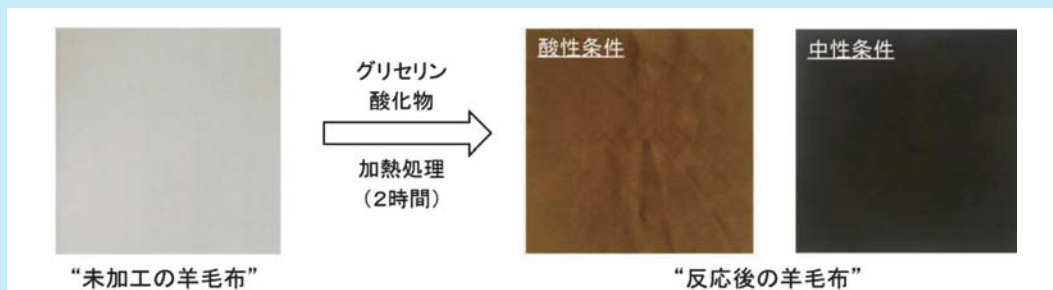 グリセリン
酸化物
加熱処理
(2時間)
酸性条件
中性条件
“未加工の羊毛布”
“反応後の羊毛布”